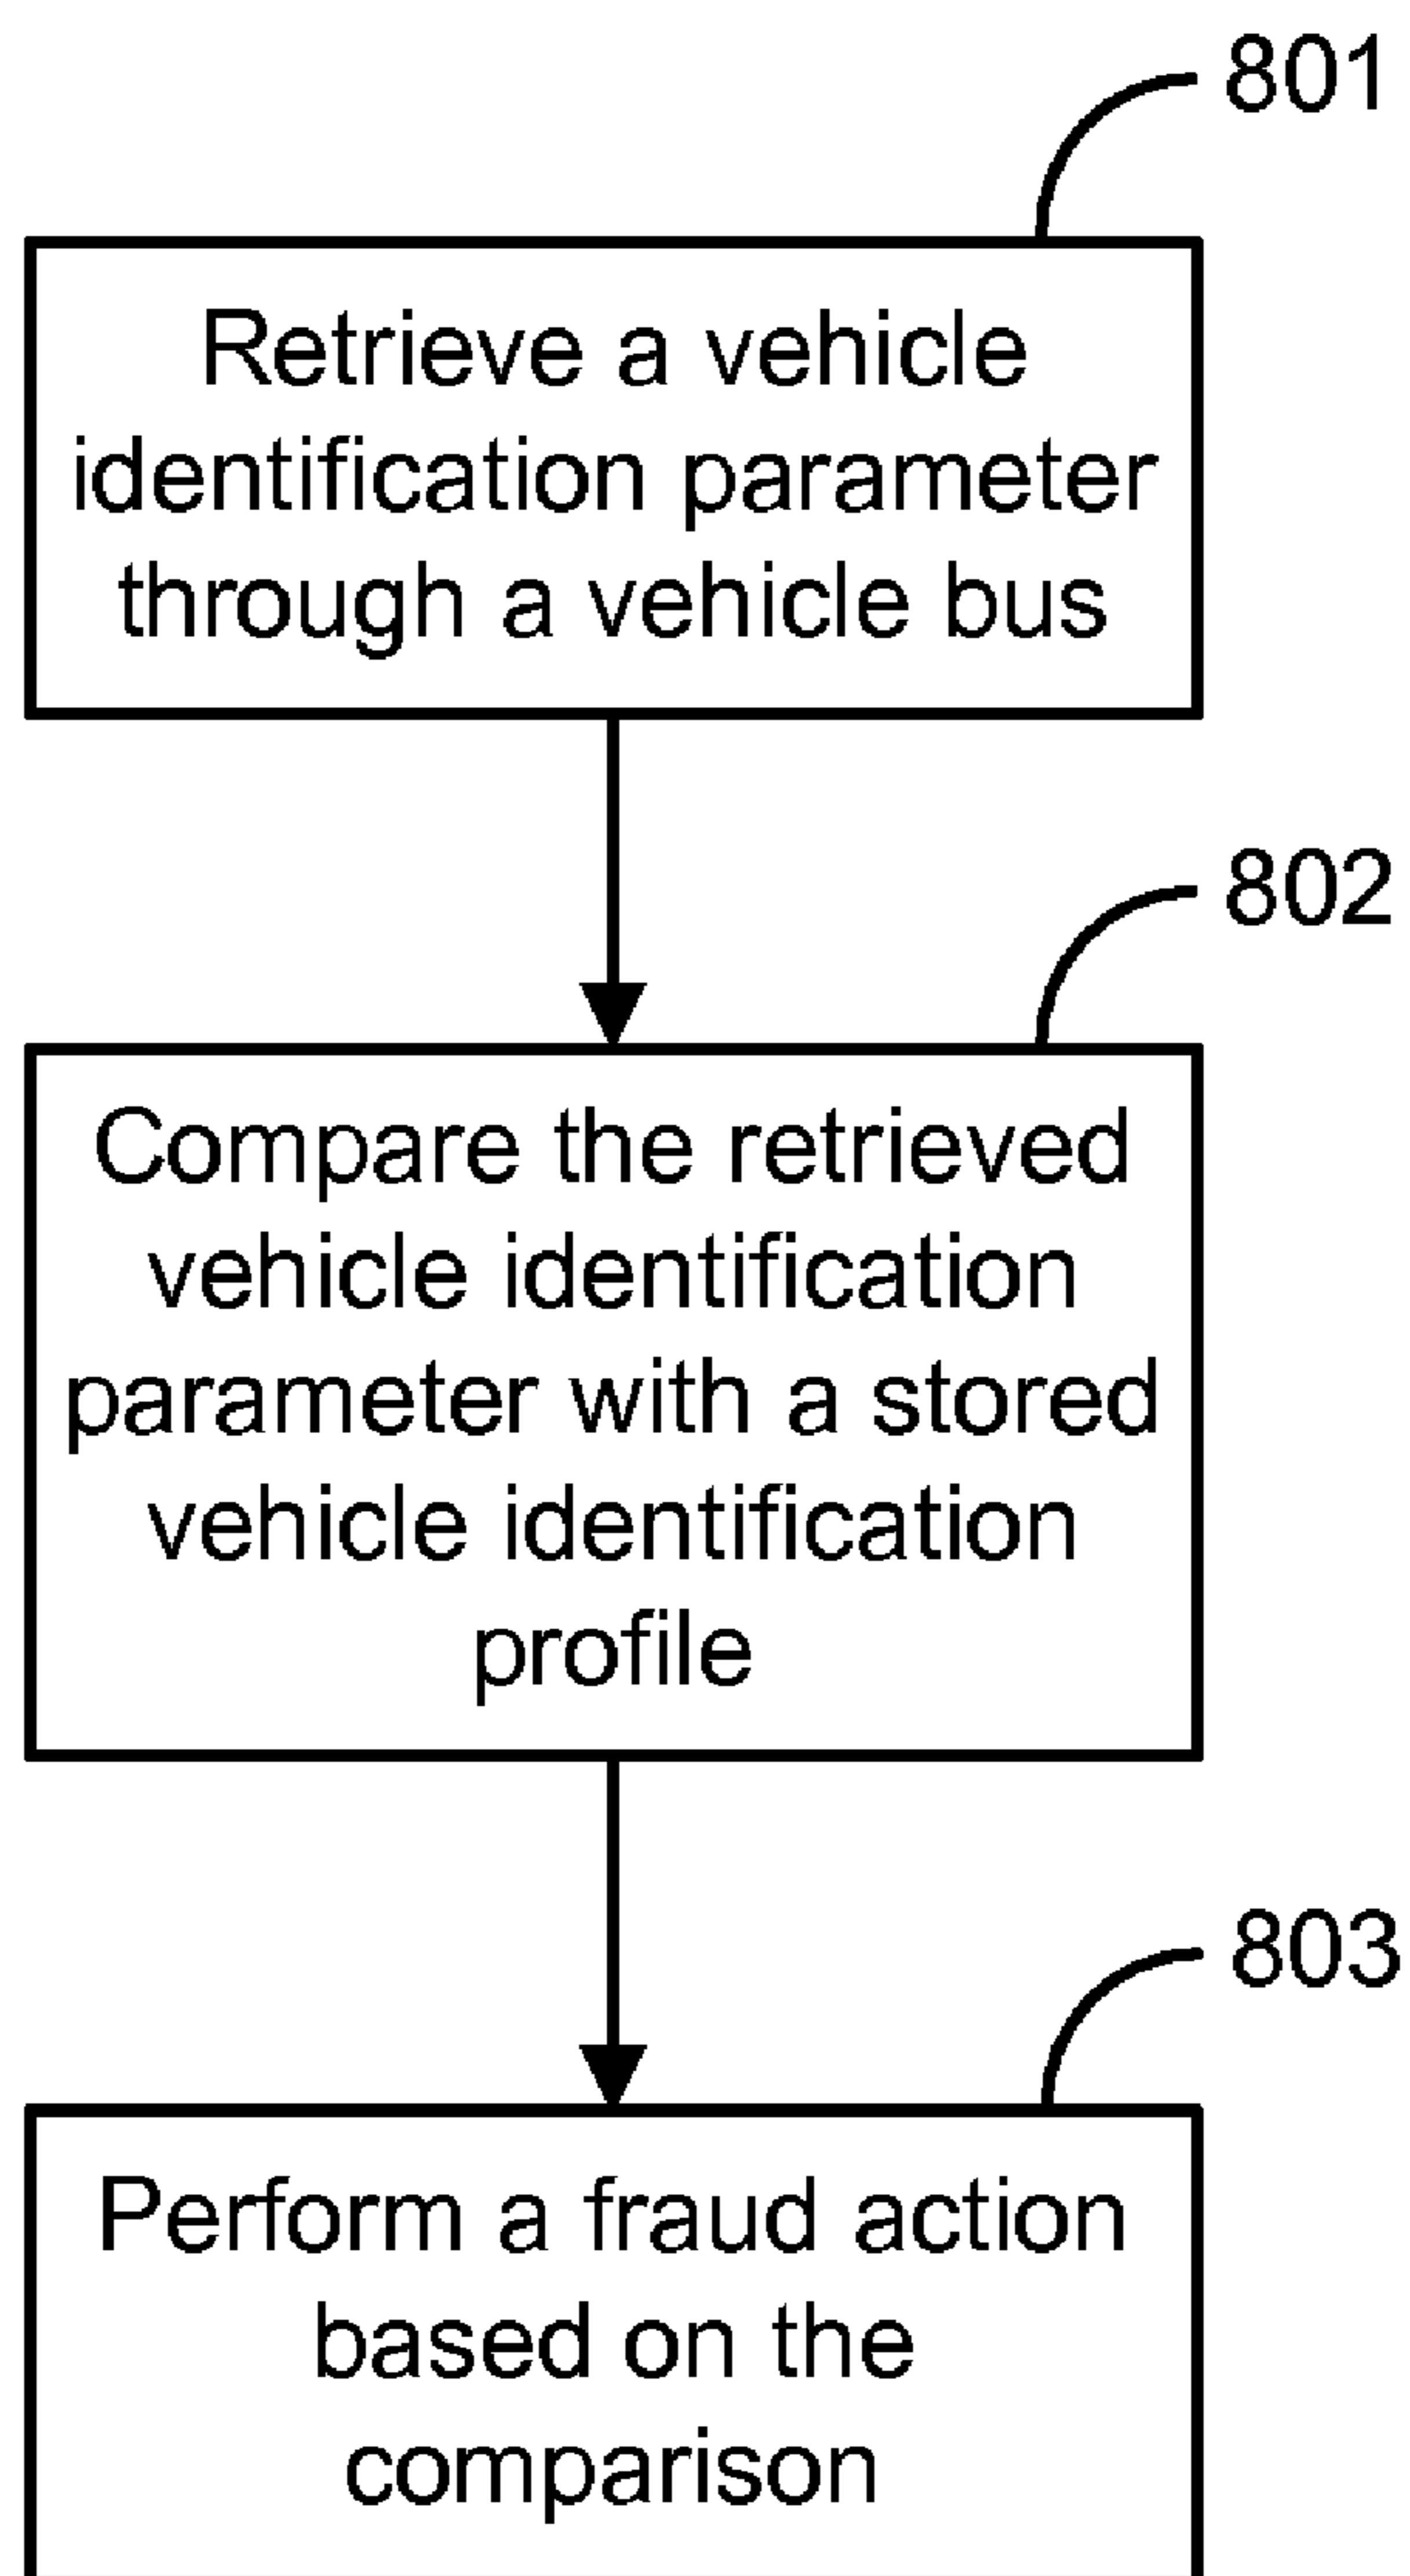 801
Retrieve a vehicle
identification parameter
through a vehicle bus
802
Compare the retrieved
vehicle identification
parameter with a stored
vehicle identification
profile
803
Perform a fraud action
based on the
comparison